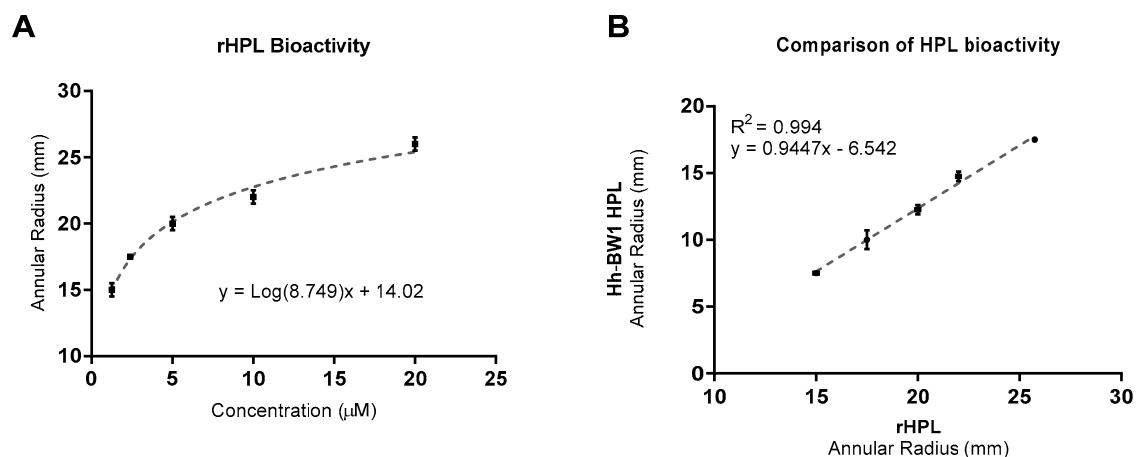 A
rHPL Bioactivity
30
25
20
15
10
Annular Radius (mm)
y = Log(8.749)x + 14.02
0
5
10
15
20
25
Concentration (μM)
B
Comparison of HPL bioactivity
20
15
10
5
0
Hh-BW1 HPL
Annular Radius (mm)
R² = 0.994
y = 0.9447x - 6.542
10
15
20
25
30
rHPL
Annular Radius (mm)